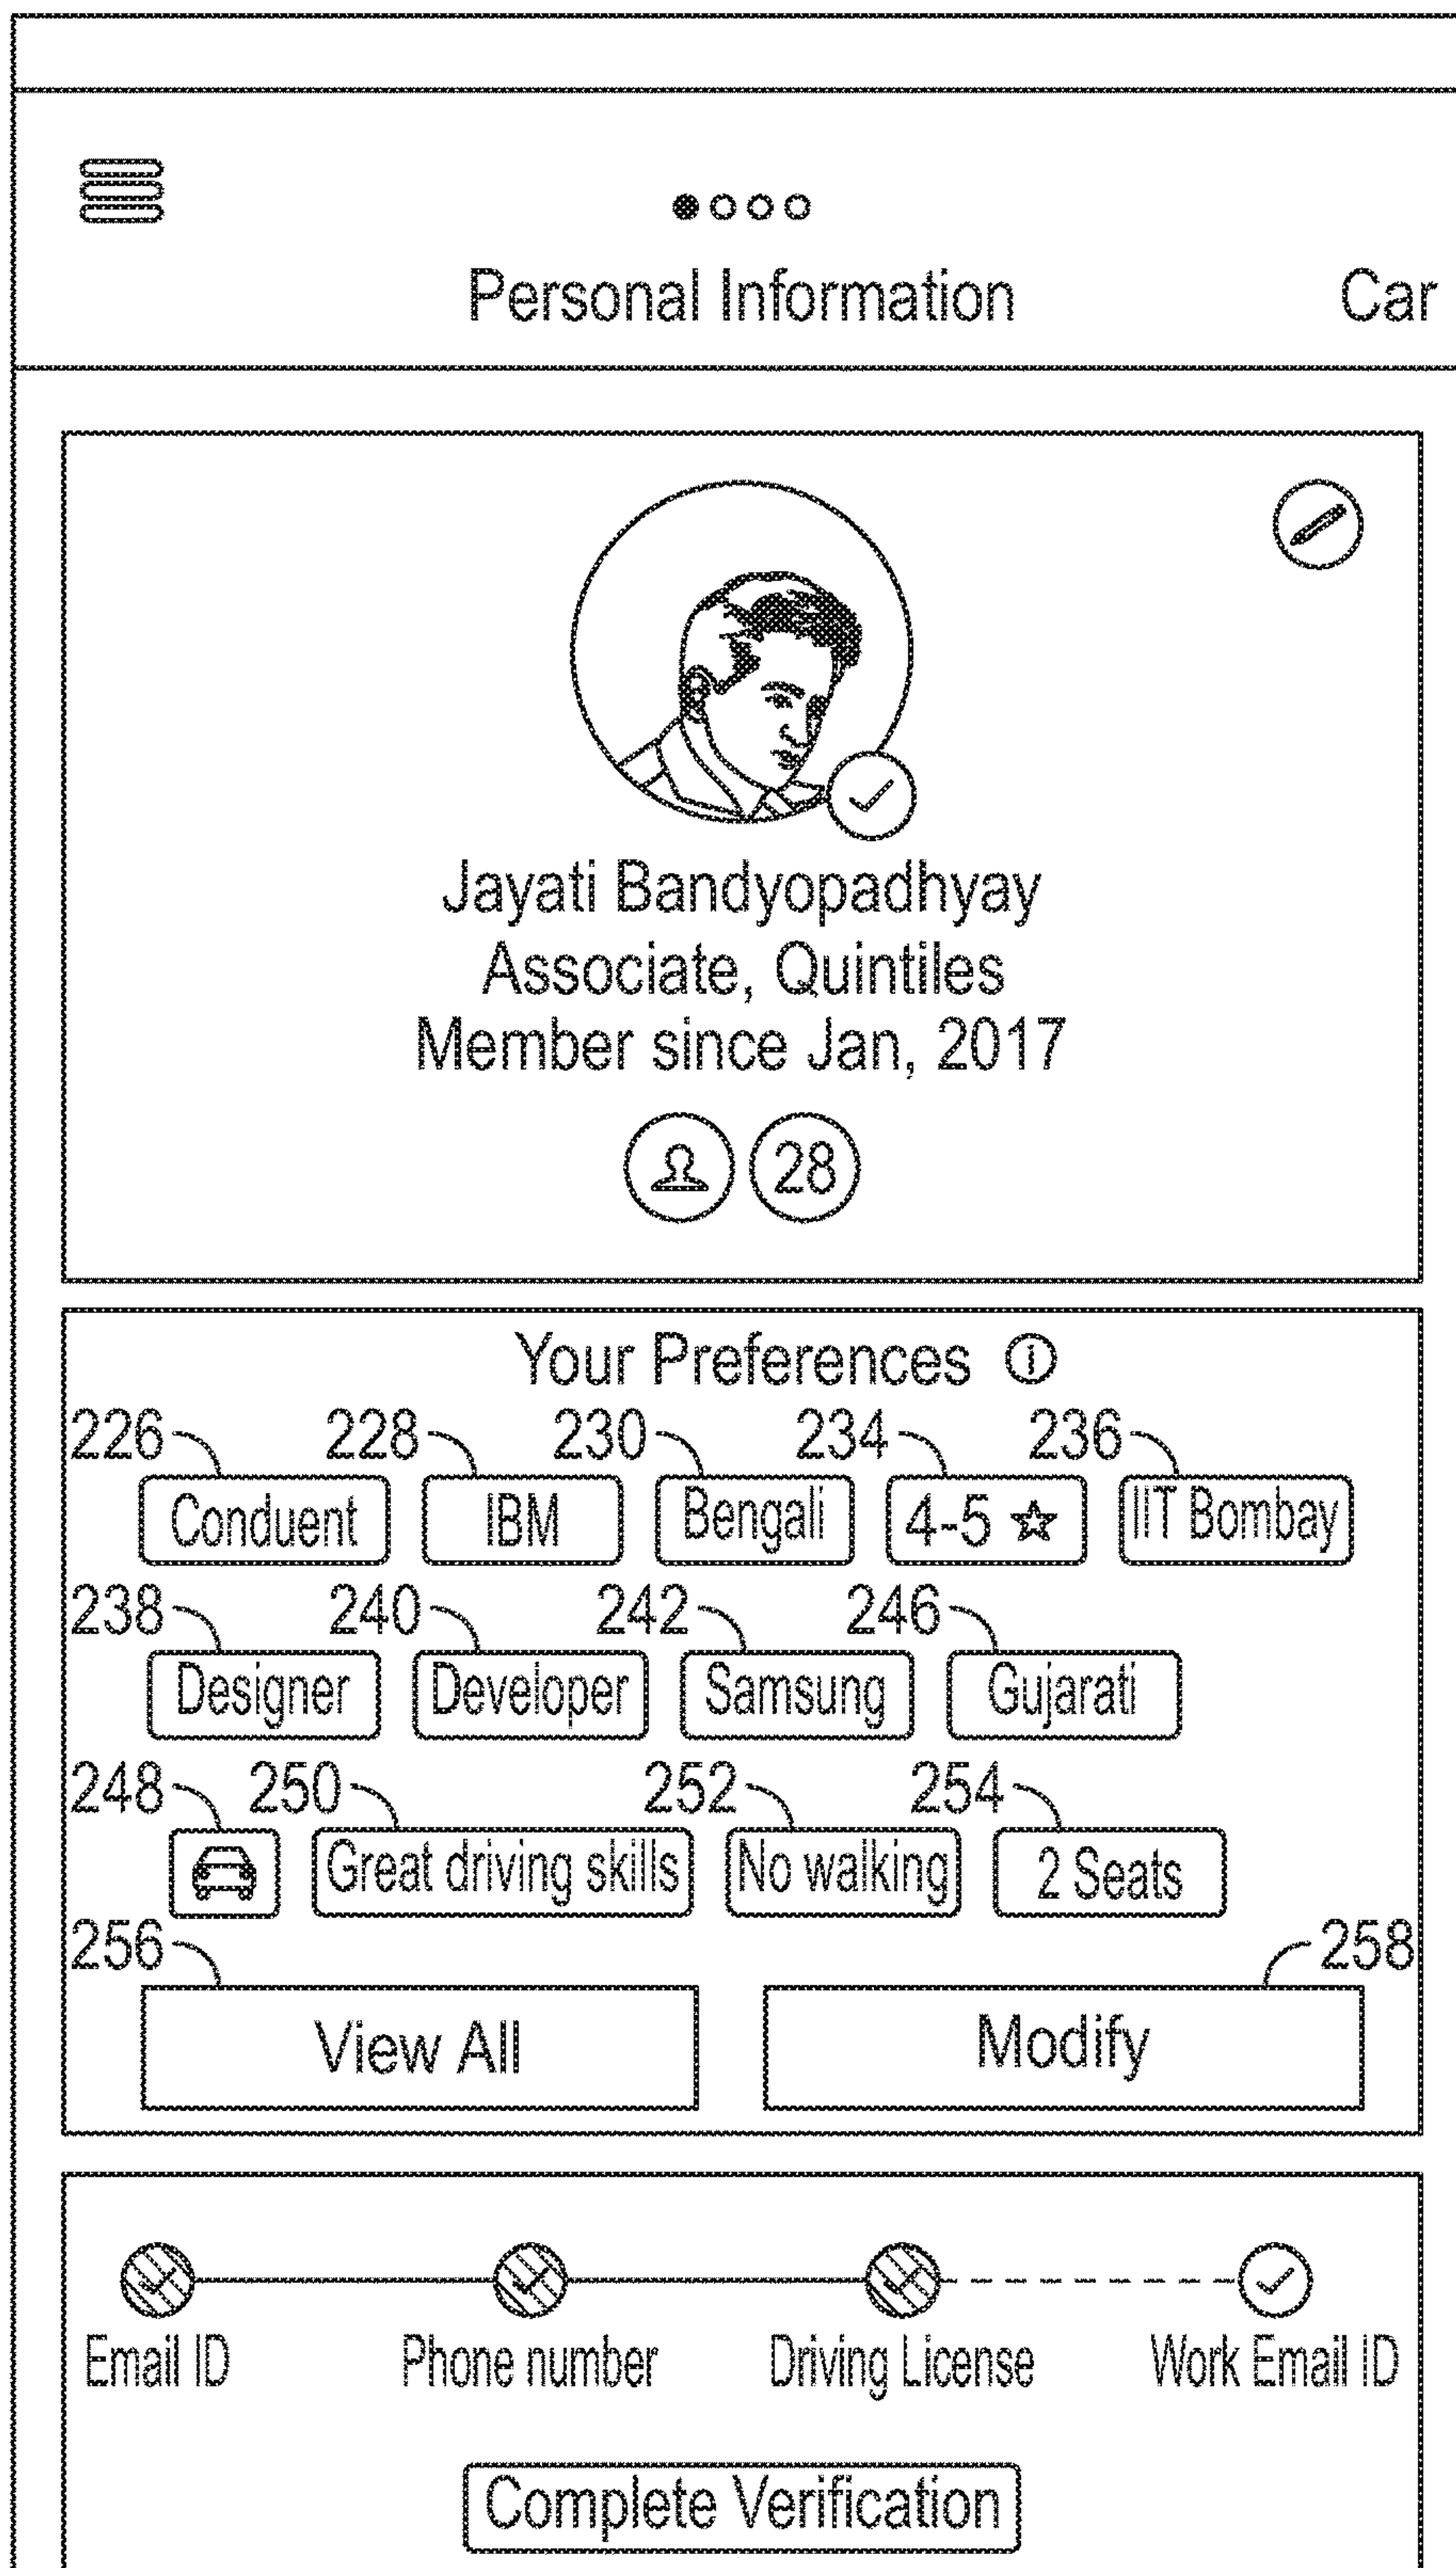 Personal Information Car
Jayati Bandyopadhyay
Associate, Quintiles
Member since Jan, 2017
28
Your Preferences i
226 228 230 234 236
Conduent IBM Bengali 4-5 IIT Bombay
238 240 242 246
Designer Developer Samsung Gujarati
248 250 252 254
Great driving skills No walking 2 Seats
256 258
View All Modify
Email ID Phone number Driving License Work Email ID
Complete Verification